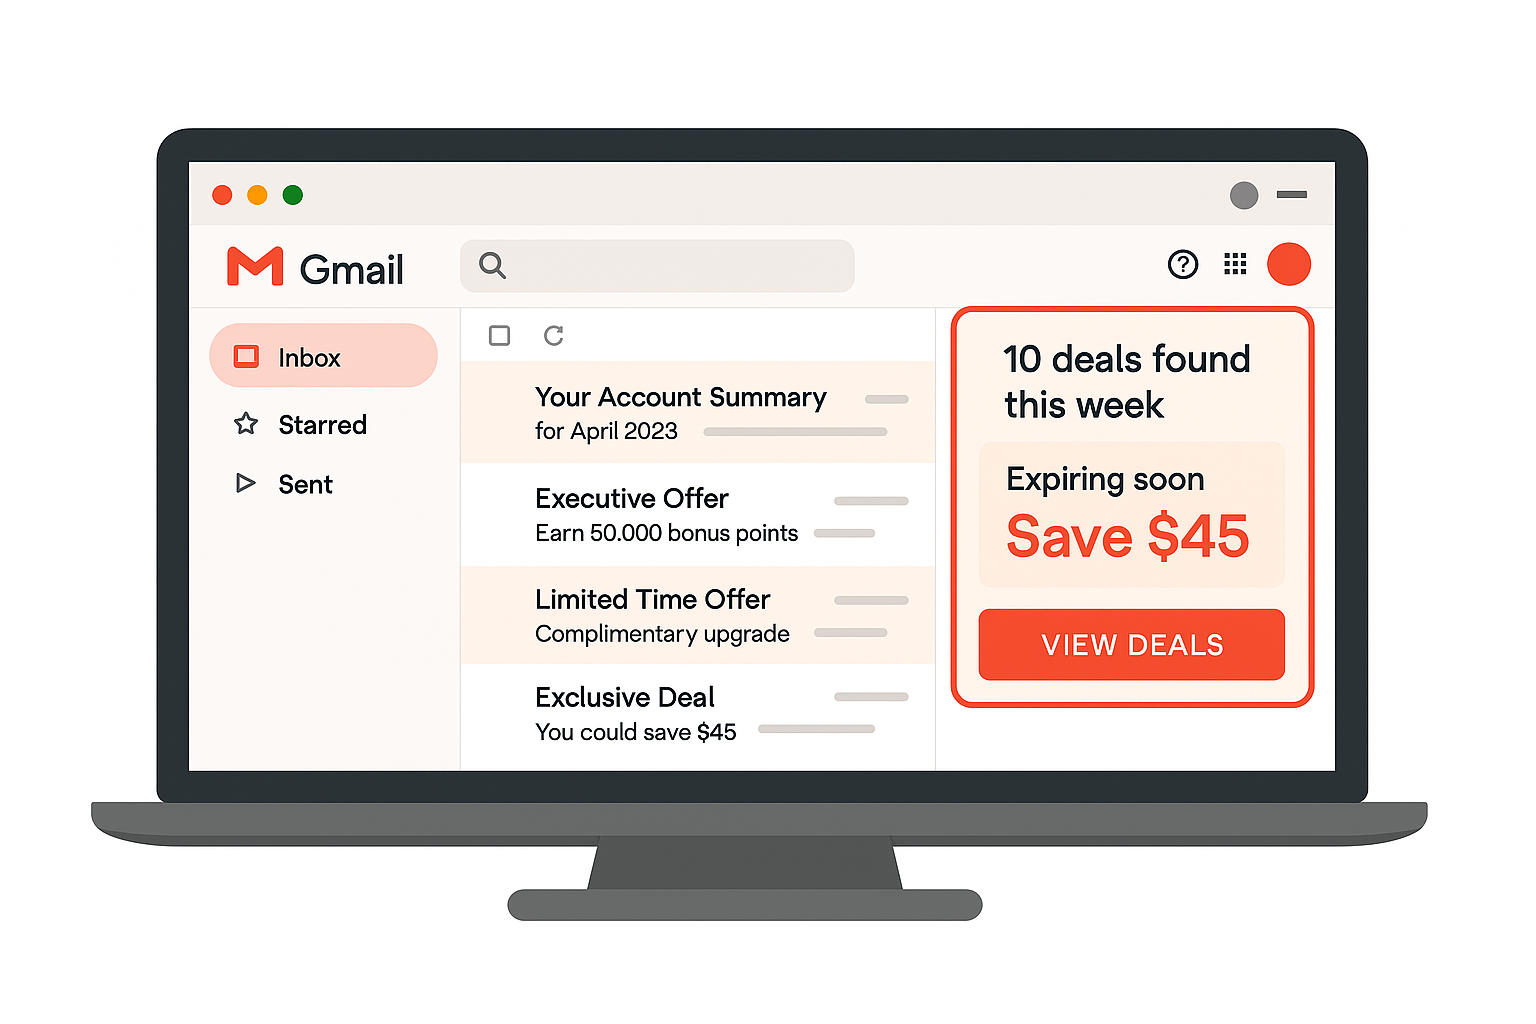 Gmail
Inbox
Starred
Sent
Your Account Summary
for April 2023
Executive Offer
Earn 50.000 bonus points
Limited Time Offer
Complimentary upgrade
Exclusive Deal
You could save $45
10 deals found
this week
Expiring soon
Save $45
VIEW DEALS